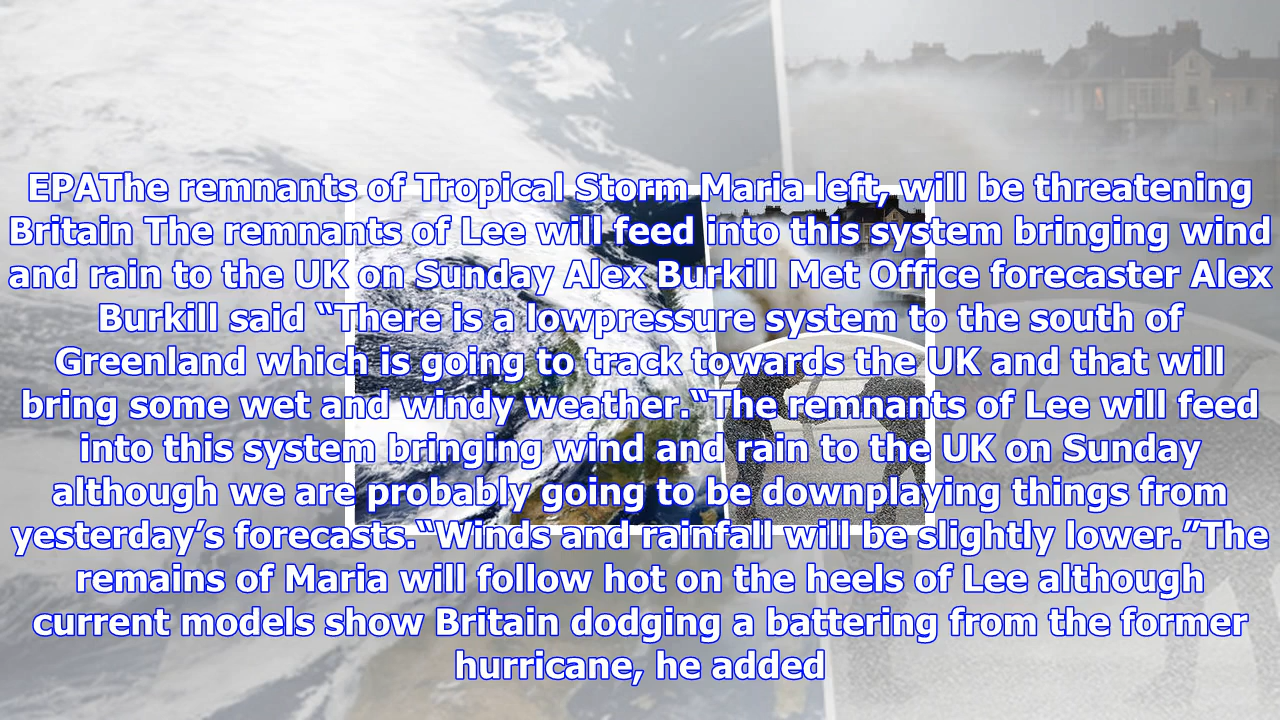 EPAThe remnants of Tropical Storm Maria left, will be threatening
Britain The remnants of Lee will feed into this system bringing wind
and rain to the UK on Sunday Alex Burkill Met Office forecaster Alex
Burkill said “There is a lowpressure system to the south of
Greenland which is going to track towards the UK and that will
bring some wet and windy weather.“The remnants of Lee will feed
into this system bringing wind and rain to the UK on Sunday
although we are probably going to be downplaying things from
yesterday’s forecasts.“Winds and rainfall will be slightly lower.”The
remains of Maria will follow hot on the heels of Lee although
current models show Britain dodging a battering from the former
hurricane, he added